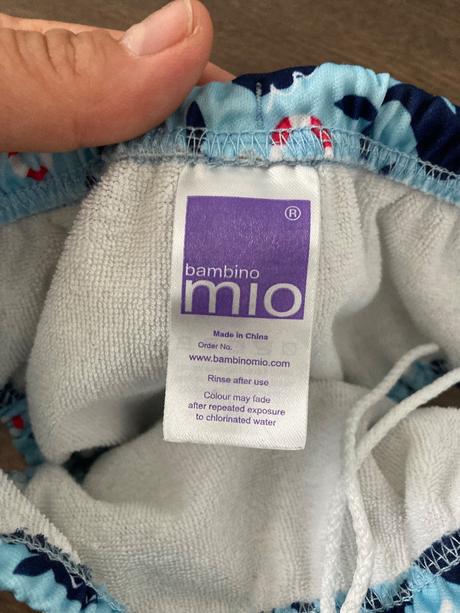 ®
bambino
mio
Made in China
Order No.
www.bambinomio.com
Rinse after use
Colour may fade
after repeated exposure
to chlorinated water